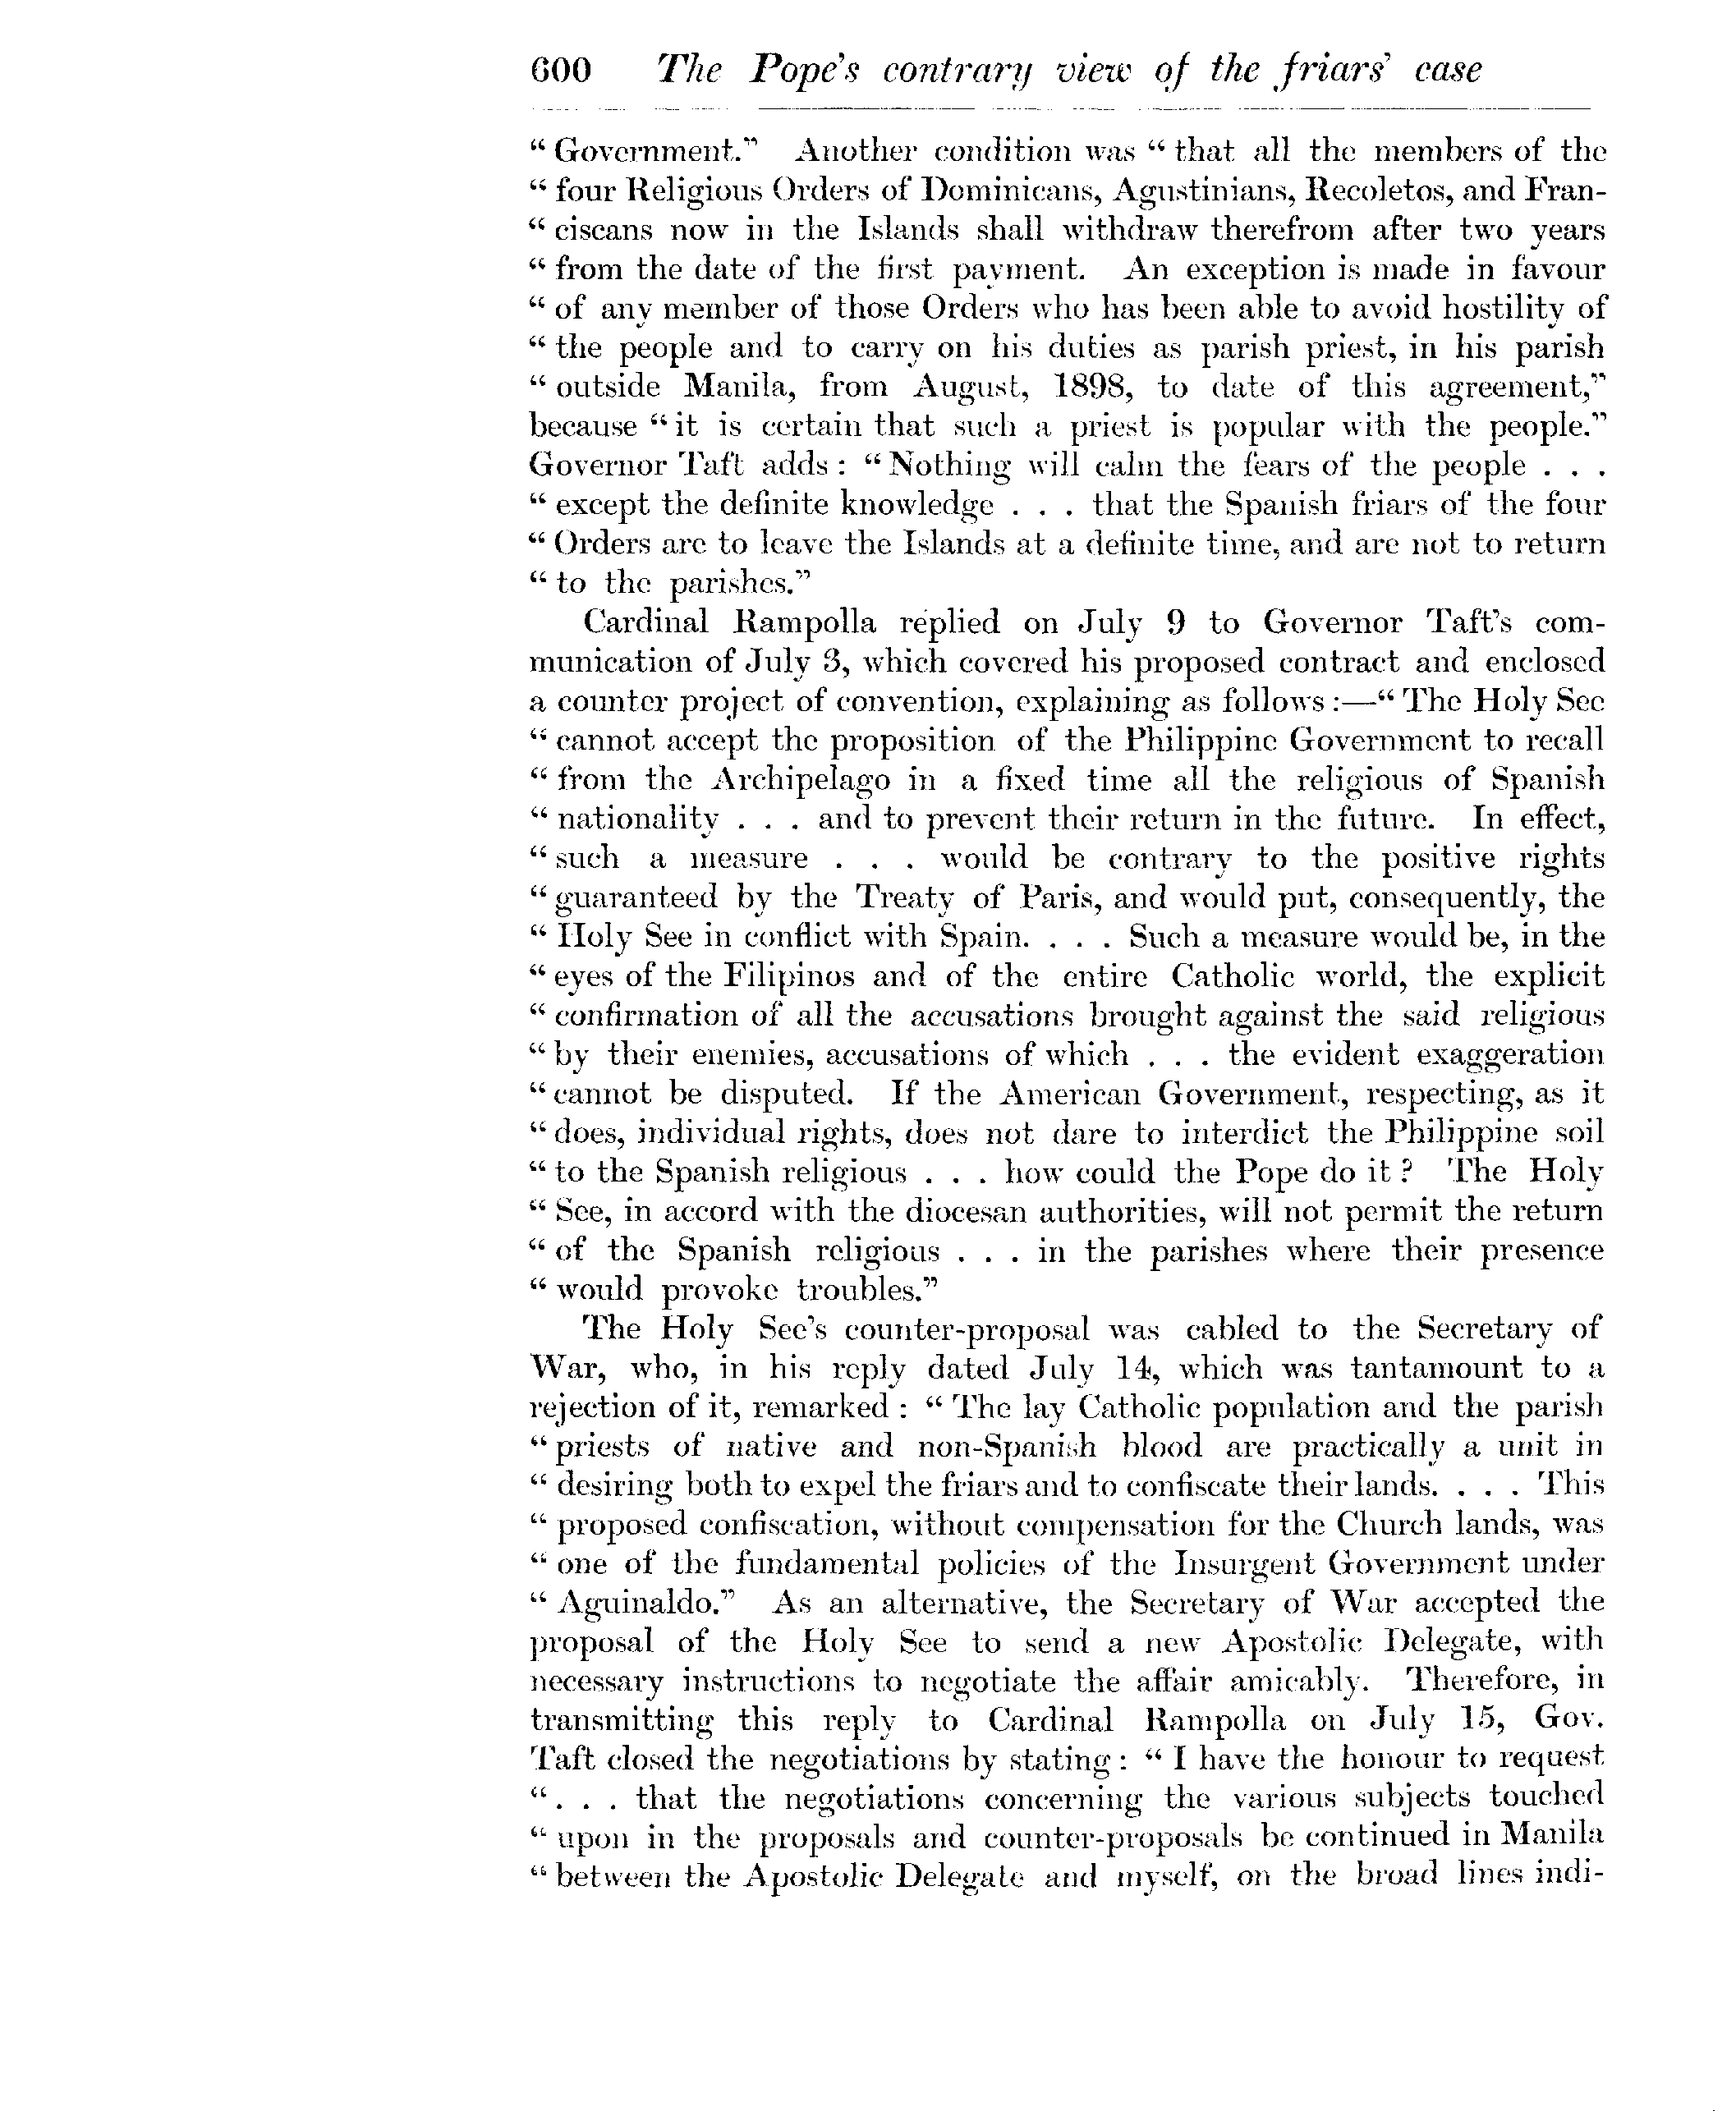 600 The Pope's contrary view of the friars' case
" Government." Another condition was " that all the members of the
" four Religious Orders of Dominicans, Agustinians, Recoletos, and Fran-
" ciscans now in the Islands shall withdraw therefrom after two years
" from the date of the first payment. An exception is made in favour
" of any member of those Orders who has been able to avoid hostility of
" the people and to carry on his duties as parish priest, in his parish
" outside Manila, from August, 1898, to date of this agreement,"
because " it is certain that such a priest is popular with the people."
Governor Taft adds : " Nothing will calm the fears of the people . . .
" except the definite knowledge . . . that the Spanish friars of the four
" Orders are to leave the Islands at a definite time, and are not to return
" to the parishes."
Cardinal Rampolla replied on July 9 to Governor Taft's com-
munication of July 3, which covered his proposed contract and enclosed
a counter project of convention, explaining as follows :—" The Holy See
" cannot accept the proposition of the Philippine Government to recall
" from the Archipelago in a fixed time all the religious of Spanish
" nationality . . . and to prevent their return in the future. In effect,
" such a measure . . . would be contrary to the positive rights
" guaranteed by the Treaty of Paris, and would put, consequently, the
" Holy See in conflict with Spain. . . . Such a measure would be, in the
" eyes of the Filipinos and of the entire Catholic world, the explicit
" confirmation of all the accusations brought against the said religious
" by their enemies, accusations of which . . . the evident exaggeration
" cannot be disputed. If the American Government, respecting, as it
" does, individual rights, does not dare to interdict the Philippine soil
" to the Spanish religious . . . how could the Pope do it ? The Holy
" See, in accord with the diocesan authorities, will not permit the return
" of the Spanish religious . . . in the parishes where their presence
" would provoke troubles."
The Holy See's counter-proposal was cabled to the Secretary of
War, who, in his reply dated July 14, which was tantamount to a
rejection of it, remarked : " The lay Catholic population and the parish
" priests of native and non-Spanish blood are practically a unit in
" desiring both to expel the friars and to confiscate their lands. . . . This
" proposed confiscation, without compensation for the Church lands, was
" one of the fundamental policies of the Insurgent Government under
" Aguinaldo." As an alternative, the Secretary of War accepted the
proposal of the Holy See to send a new Apostolic Delegate, with
necessary instructions to negotiate the affair amicably. Therefore, in
transmitting this reply to Cardinal Rampolla on July 15, Gov.
Taft closed the negotiations by stating : " I have the honour to request
" . . . that the negotiations concerning the various subjects touched
" upon in the proposals and counter-proposals be continued in Manila
" between the Apostolic Delegate and myself, on the broad lines indi-